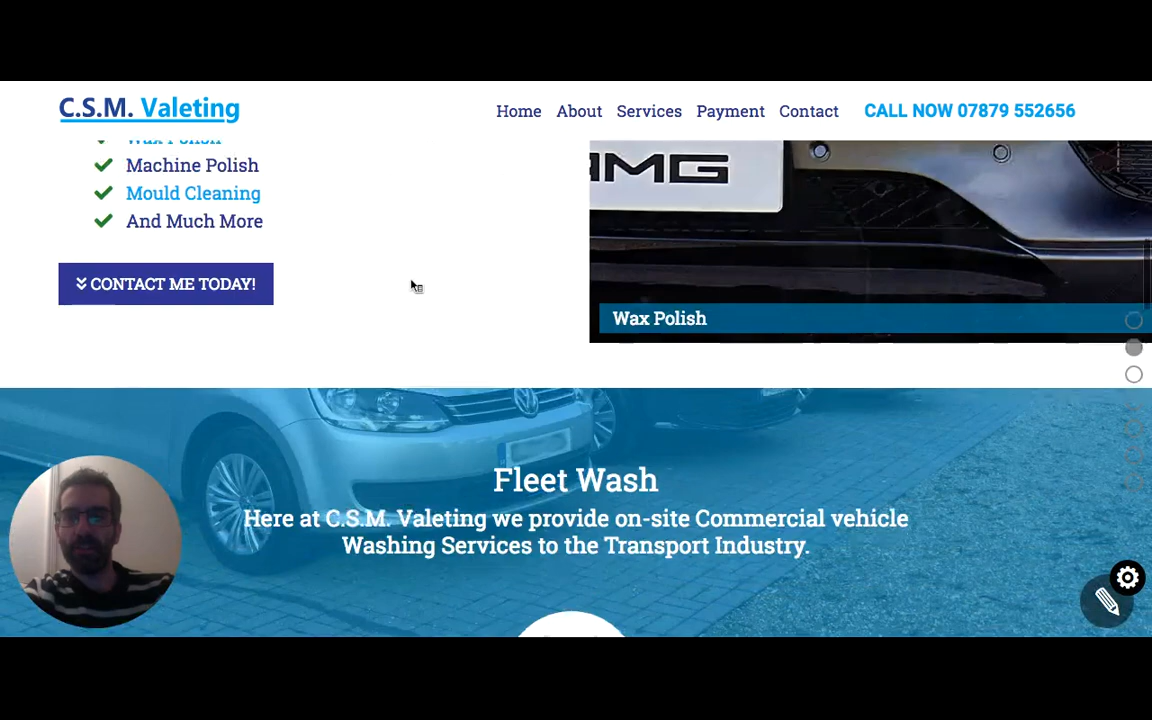 C.S.M. Valeting
Home About Services Payment Contact CALL NOW 07879 552656
Wax Polish
Machine Polish
Mould Cleaning
And Much More
CONTACT ME TODAY!
AMG
Wax Polish
Fleet Wash
Here at C.S.M. Valeting we provide on-site Commercial vehicle
Washing Services to the Transport Industry.